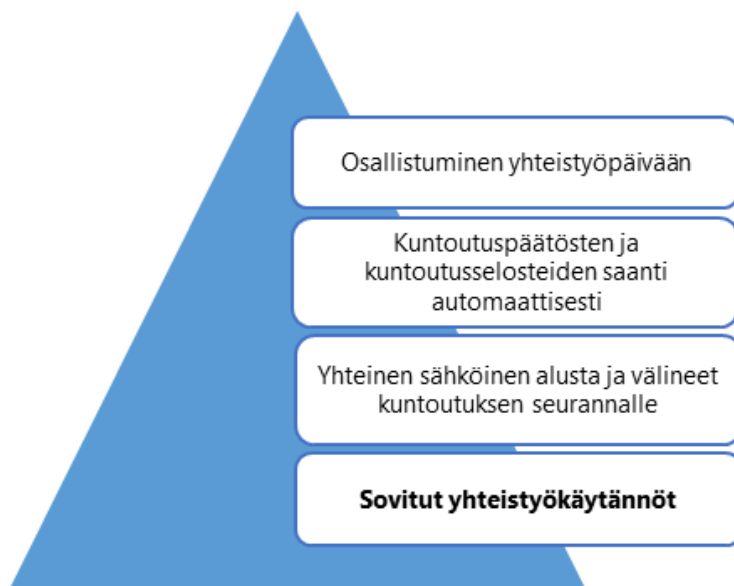 Osallistuminen yhteistyöpäivään
Kuntoutuspäätösten ja
kuntoutusselosteiden saanti
automaattisesti
Yhteinen sähköinen alusta ja välineet
kuntoutuksen seurannalle
Sovitut yhteistyökäytännöt